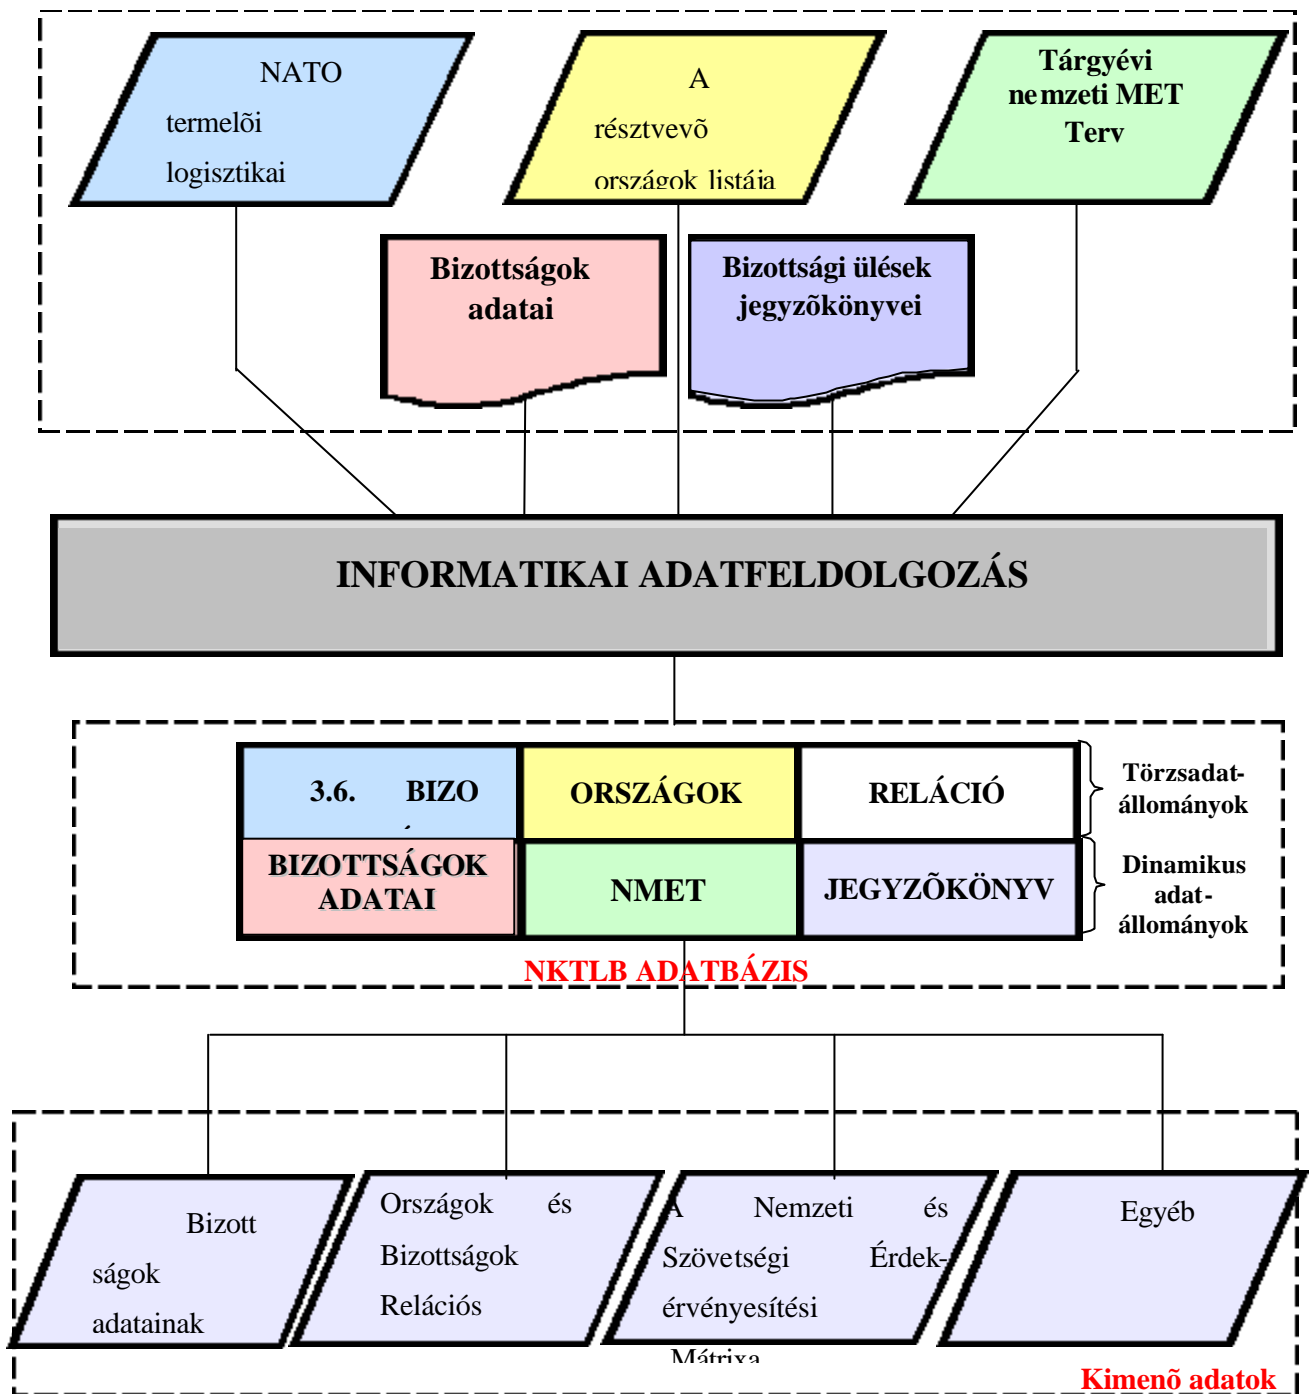 NATO
termelõi
logisztikai
A
résztvevõ
országok listája
Tárgyévi
nemzeti MET
Terv
Bizottságok
adatai
Bizottsági ülések
jegyzõkönyvei
INFORMATIKAI ADATFELDOLGOZÁS
3.6. BIZO
ORSZÁGOK
RELÁCIÓ
Törzsadat-
állományok
BIZOTTSÁGOK
ADATAI
NMET
JEGYZÕKÖNYV
Dinamikus
adat-
állományok
NKTLB ADATBÁZIS
Bizott
ságok
adatainak
Országok és
Bizottságok
Relációs
A Nemzeti és
Szövetségi Érdek-
érvényesítési
Mátrixa
Egyéb
Kimenõ adatok